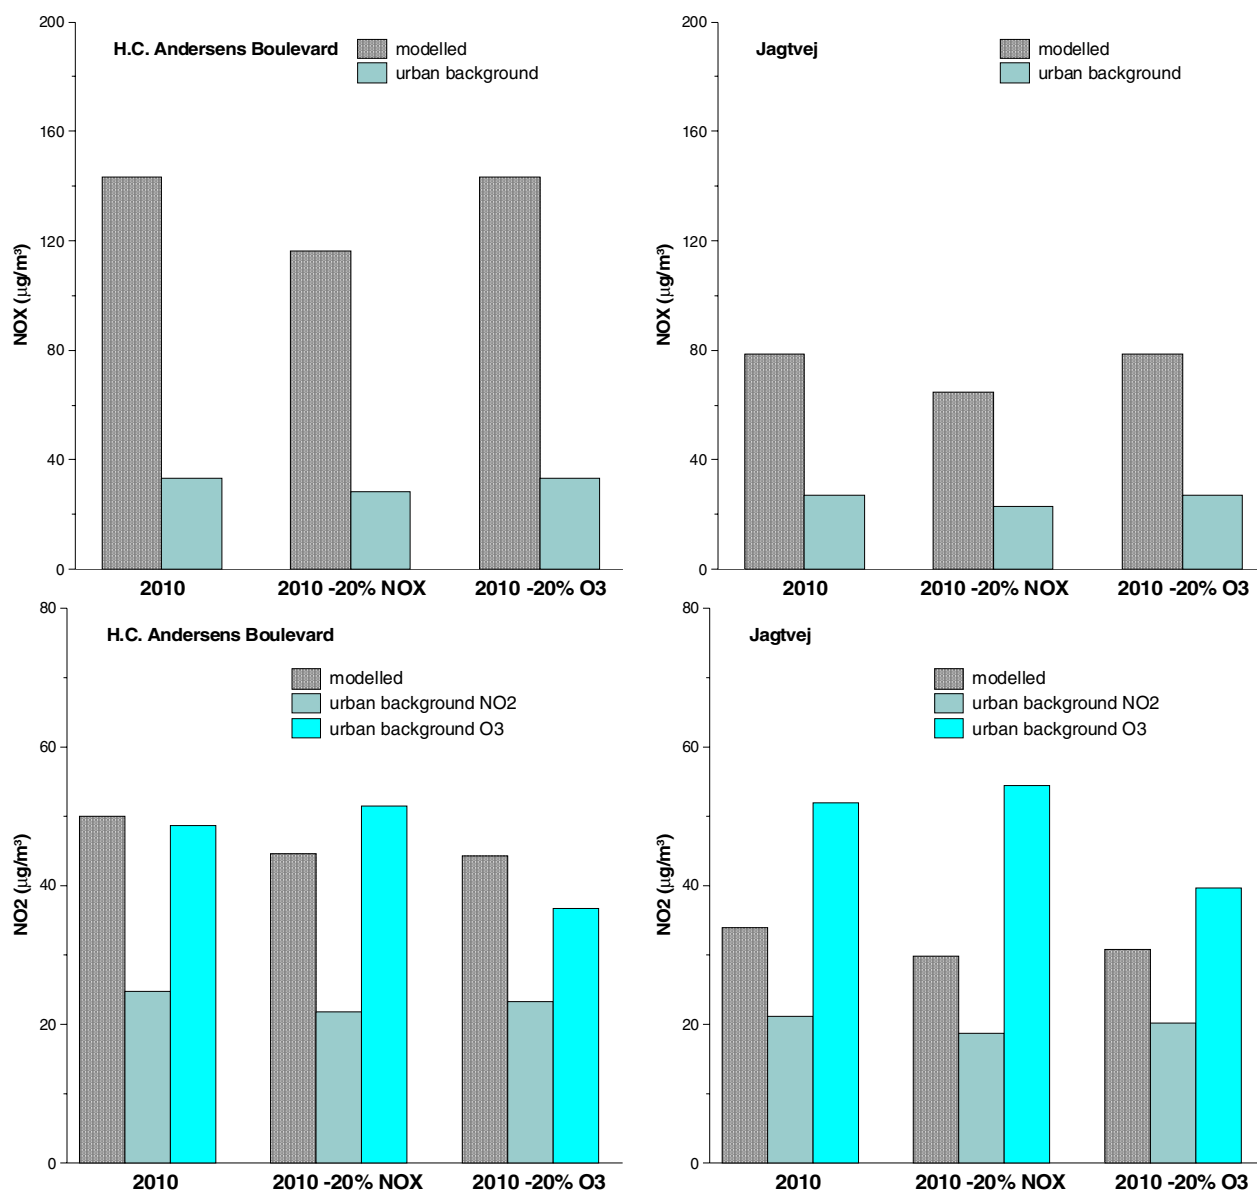 H.C. Andersens Boulevard
modelled
urban background
NOX (µg/m³)
200
160
120
80
40
0
2010
2010 -20% NOX
2010 -20% O3
Jagtvej
modelled
urban background
NOX (µg/m³)
200
160
120
80
40
0
2010
2010 -20% NOX
2010 -20% O3
H.C. Andersens Boulevard
modelled
urban background NO2
urban background O3
NO2 (µg/m³)
80
60
40
20
0
2010
2010 -20% NOX
2010 -20% O3
Jagtvej
modelled
urban background NO2
urban background O3
NO2 (µg/m³)
80
60
40
20
0
2010
2010 -20% NOX
2010 -20% O3